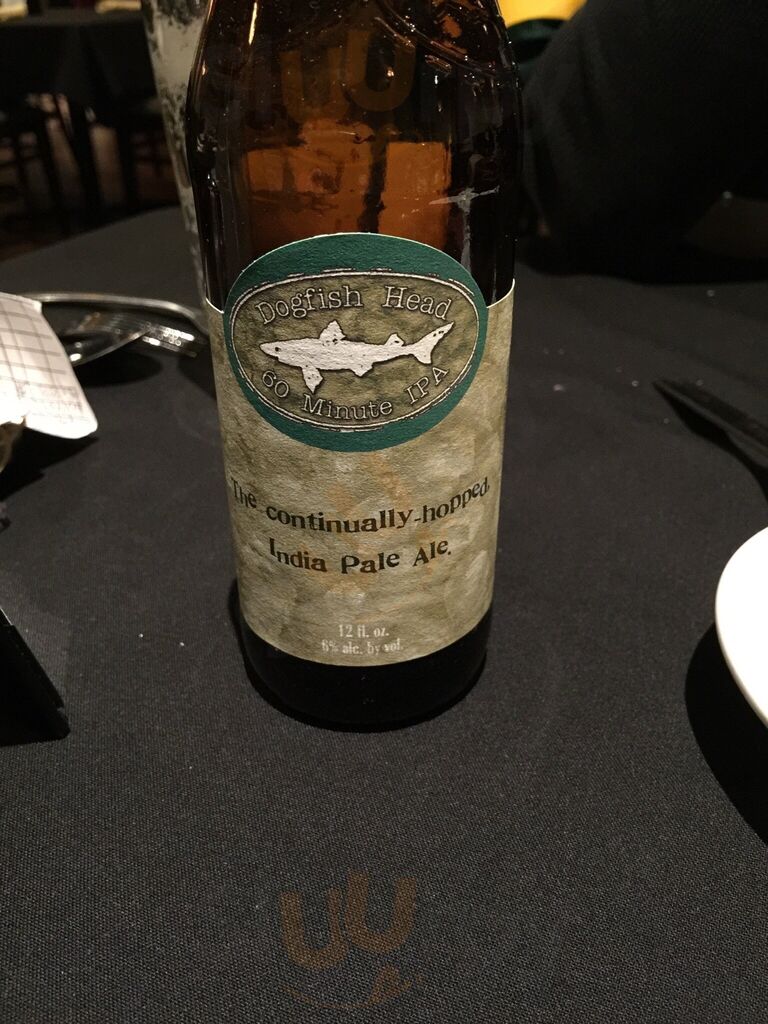 Dogfish Head
60 Minute IPA
The continually-hopped
India Pale Ale.
12 fl. oz.
6% alc. by vol.